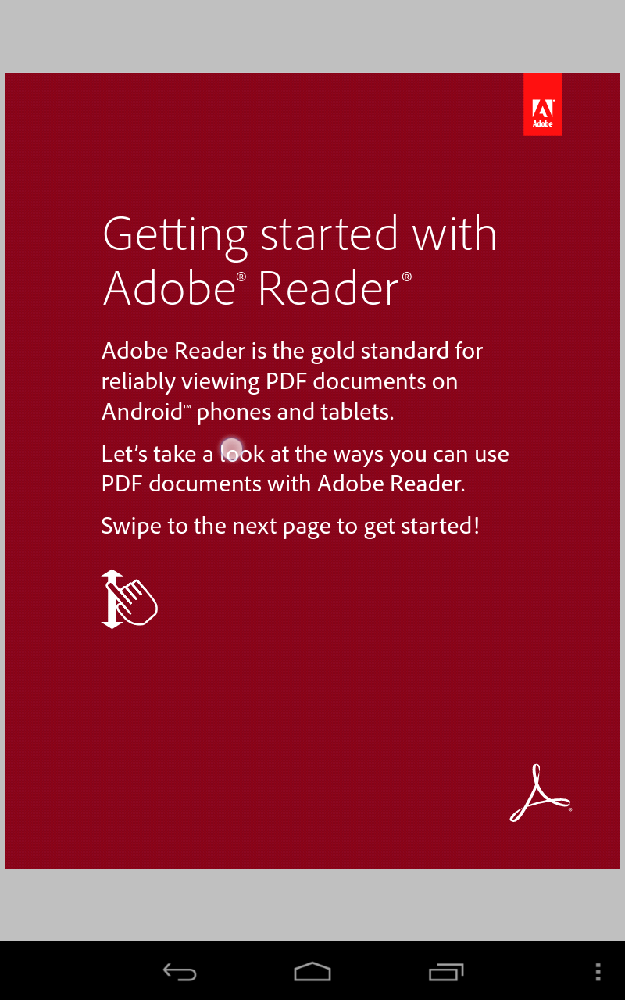 Adobe
Getting started with
Adobe® Reader®
Adobe Reader is the gold standard for
reliably viewing PDF documents on
Android™ phones and tablets.
Let’s take a look at the ways you can use
PDF documents with Adobe Reader.
Swipe to the next page to get started!
®